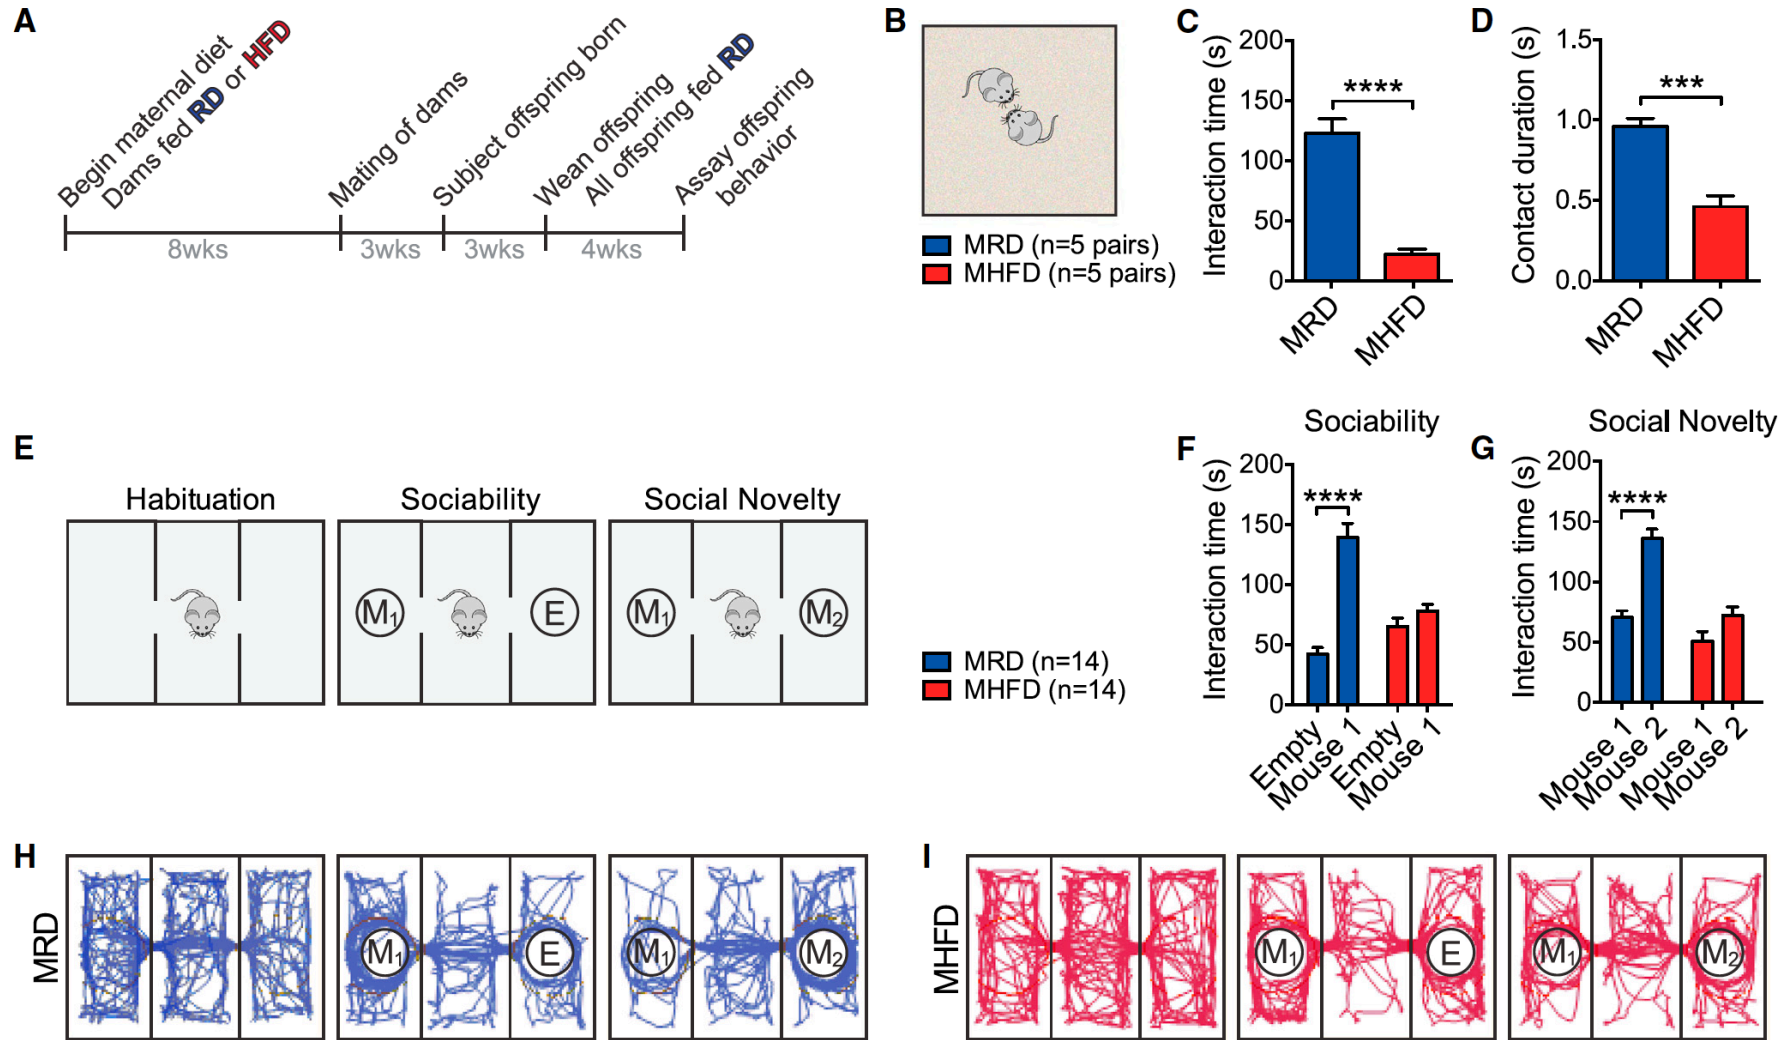 A
Begin maternal diet
Dams fed RD or HFD
Mating of dams
Subject offspring born
Wean offspring
All offspring fed RD
Assay offspring
behavior
8wks
3wks
3wks
4wks
B
MRD (n=5 pairs)
MHFD (n=5 pairs)
C
Interaction time (s)
200
150
100
50
0
****
MRD
MHFD
D
Contact duration (s)
1.5
1.0
0.5
0.0
***
MRD
MHFD
E
Habituation
Sociability
Social Novelty
M1
E
M1
M2
MRD (n=14)
MHFD (n=14)
F
Sociability
Interaction time (s)
200
150
100
50
0
****
Empty
Mouse 1
Empty
Mouse 1
G
Social Novelty
Interaction time (s)
200
150
100
50
0
****
Mouse 1
Mouse 2
Mouse 1
Mouse 2
H
MRD
M1
E
M1
M2
I
MHFD
M1
E
M1
M2